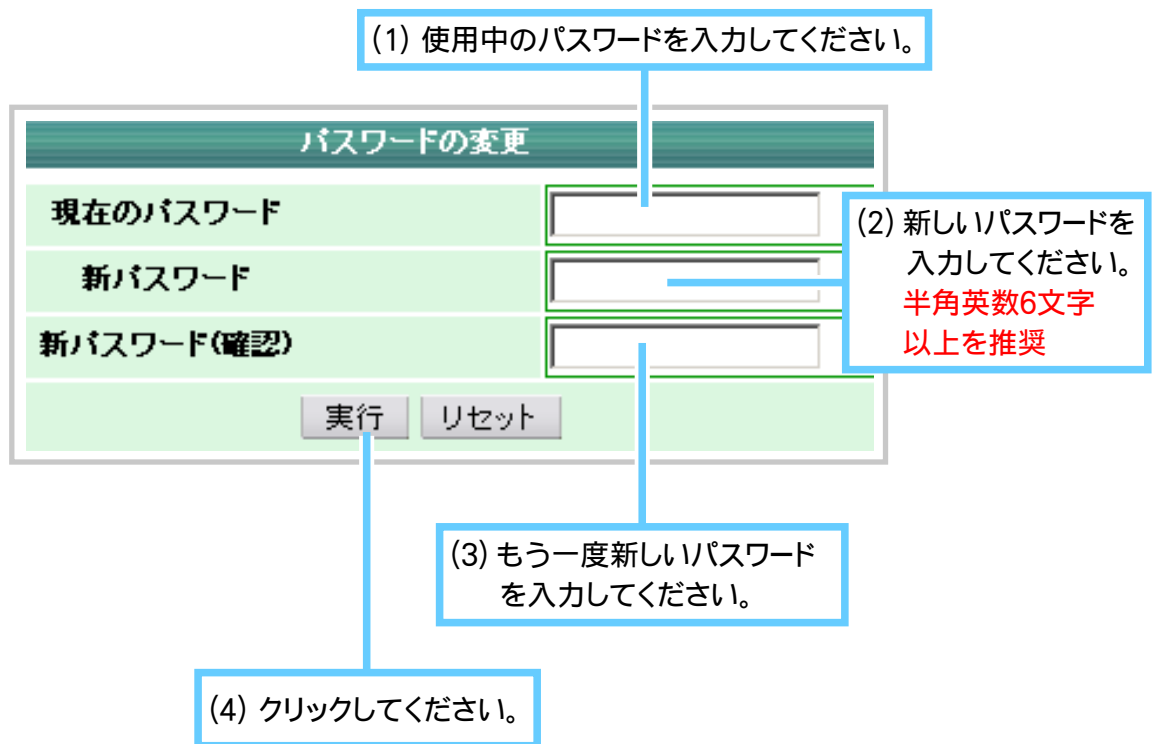 (1) 使用中のパスワードを入力してください。
パスワードの変更
現在のパスワード
(2) 新しいパスワードを
入力してください。
半角英数6文字
以上を推奨
新パスワード
新パスワード(確認)
実行 リセット
(3) もう一度新しいパスワード
を入力してください。
(4) クリックしてください。